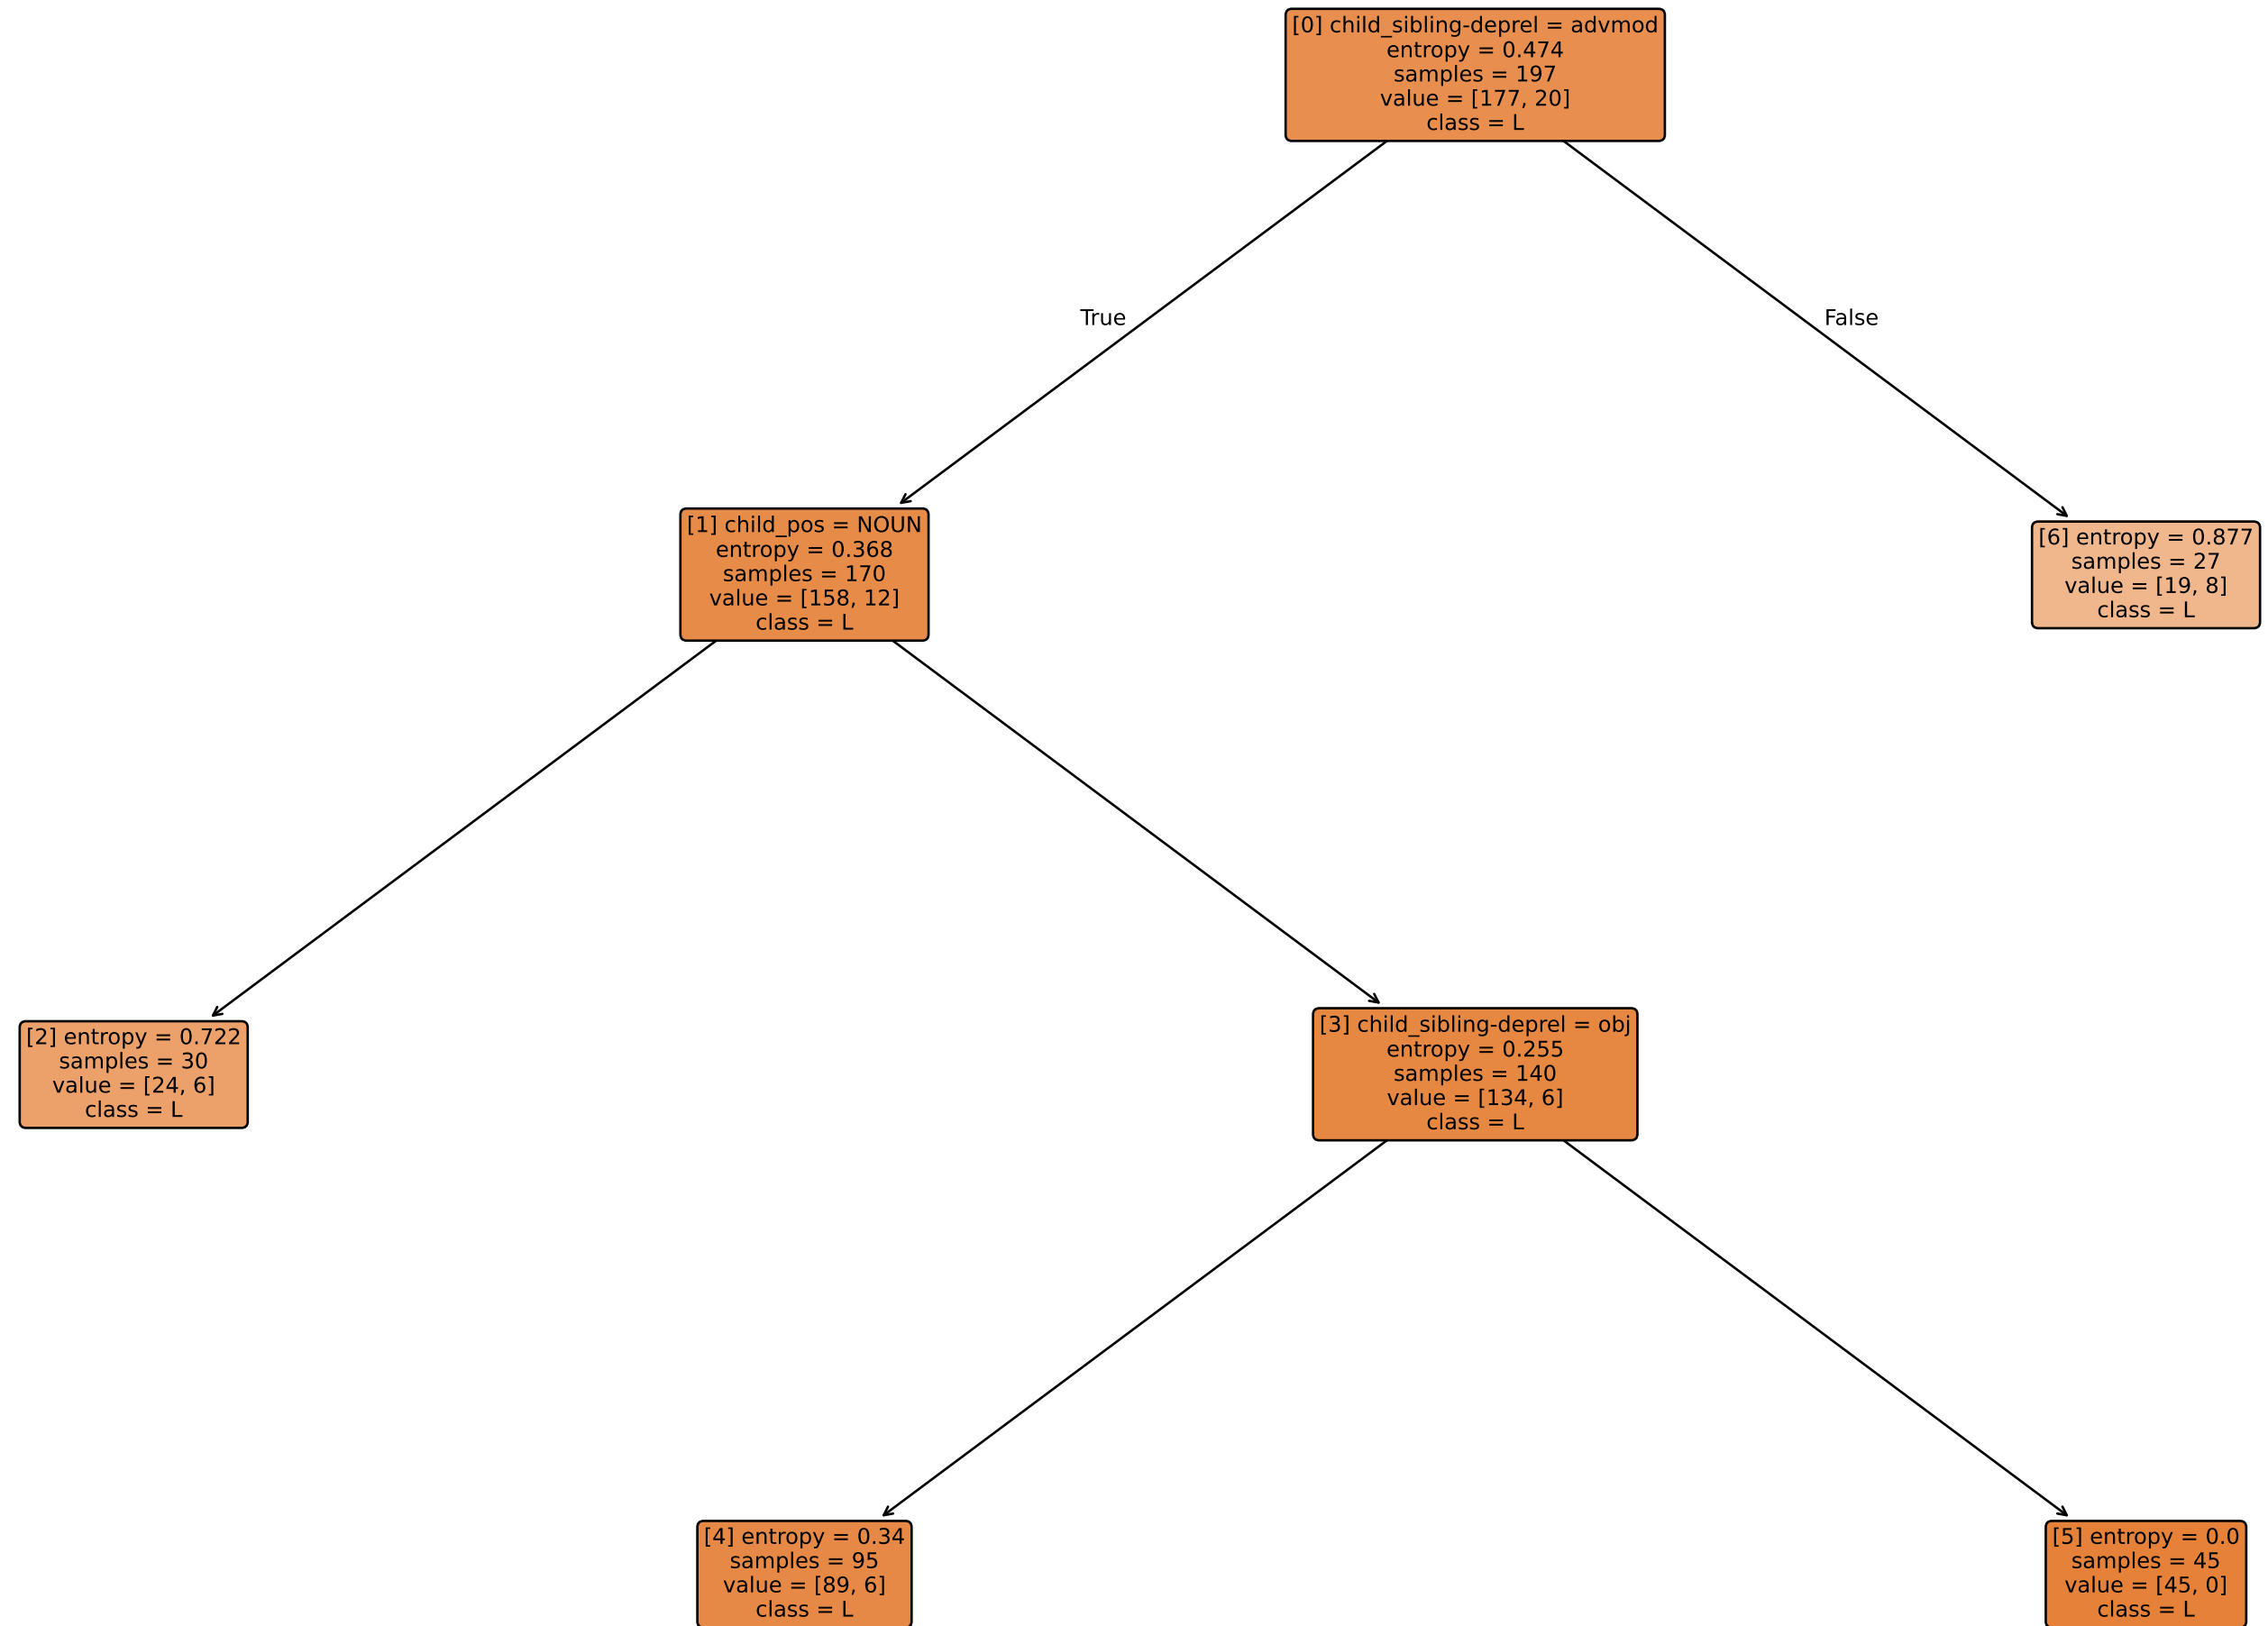 [0] child_sibling-deprel = advmod
entropy = 0.474
samples = 197
value = [177, 20]
class = L
True
False
[1] child_pos = NOUN
entropy = 0.368
samples = 170
value = [158, 12]
class = L
[6] entropy = 0.877
samples = 27
value = [19, 8]
class = L
[2] entropy = 0.722
samples = 30
value = [24, 6]
class = L
[3] child_sibling-deprel = obj
entropy = 0.255
samples = 140
value = [134, 6]
class = L
[4] entropy = 0.34
samples = 95
value = [89, 6]
class = L
[5] entropy = 0.0
samples = 45
value = [45, 0]
class = L